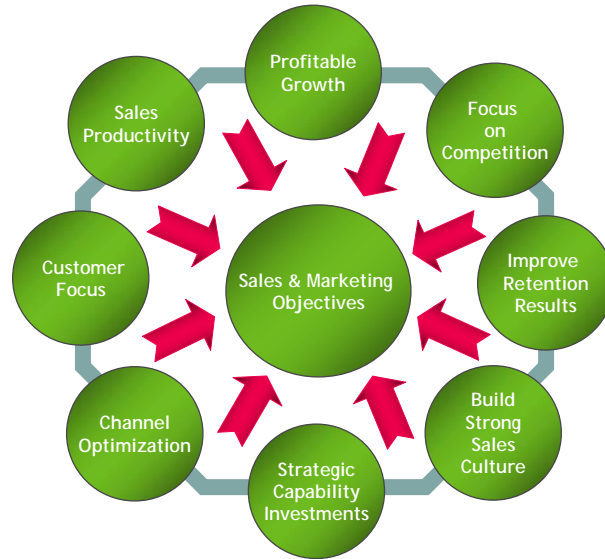 Profitable
Growth
Focus
on
Competition
Improve
Retention
Results
Build
Strong
Sales
Culture
Strategic
Capability
Investments
Channel
Optimization
Customer
Focus
Sales
Productivity
Sales & Marketing
Objectives